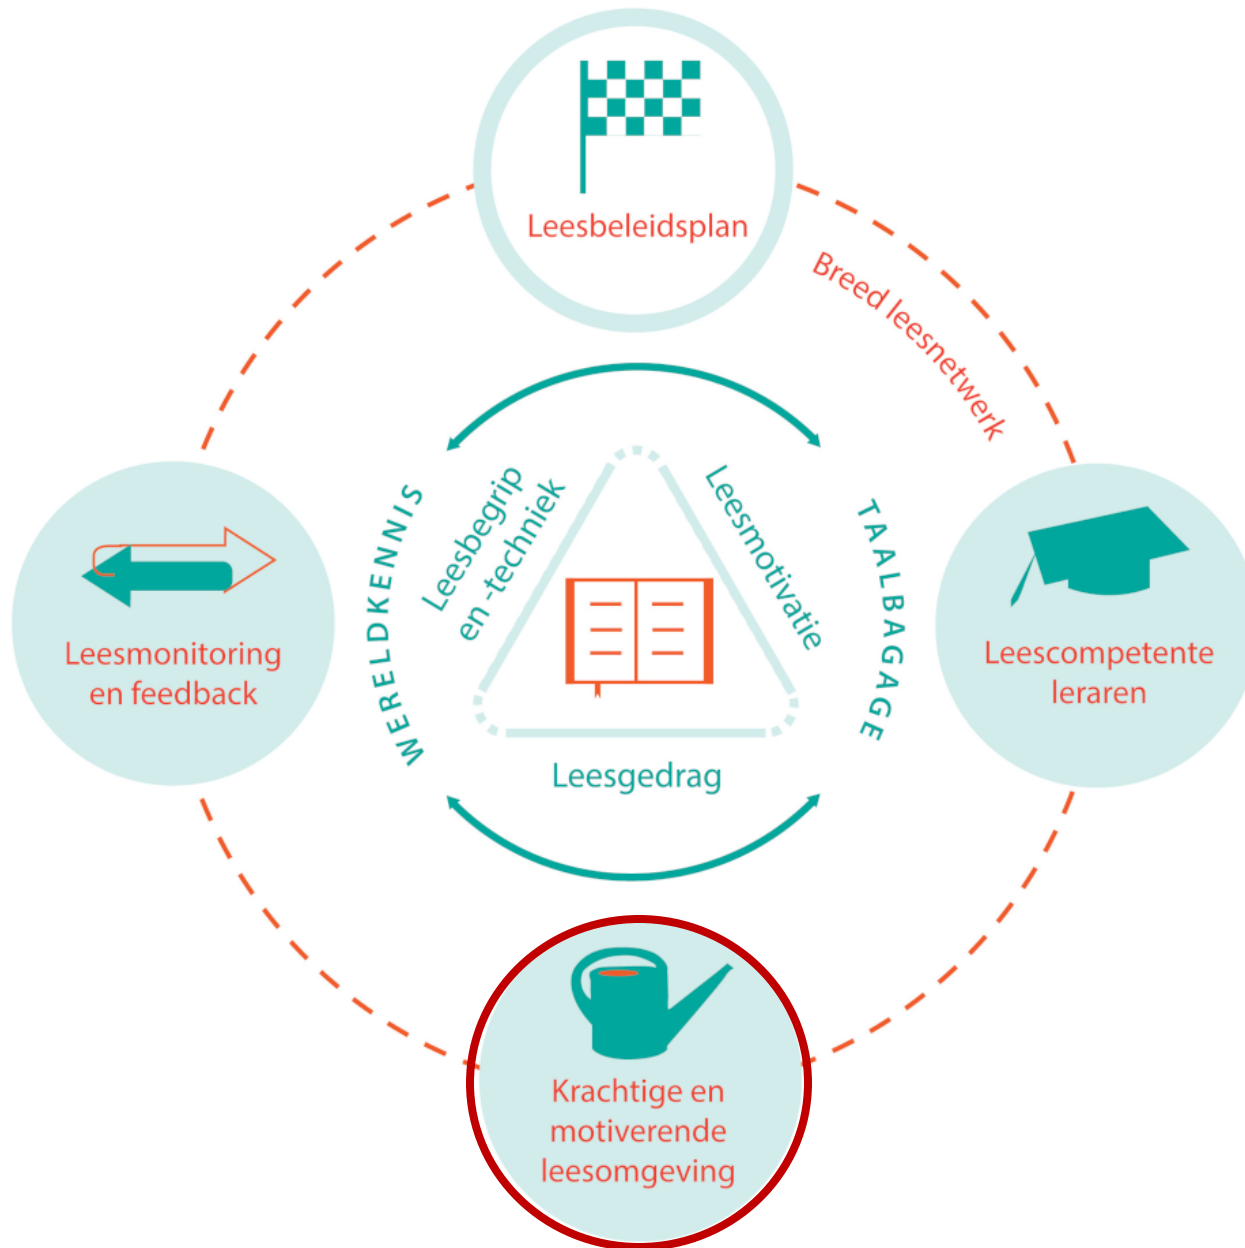 Leesbeleidsplan
Breed leesnetwerk
WERELDKENNIS
Leesbegrip
en -techniek
Leesmotivatie
TAALBAGAGE
Leesmonitoring
en feedback
Leescompetente
leraren
Leesgedrag
Krachtige en
motiverende
leesomgeving